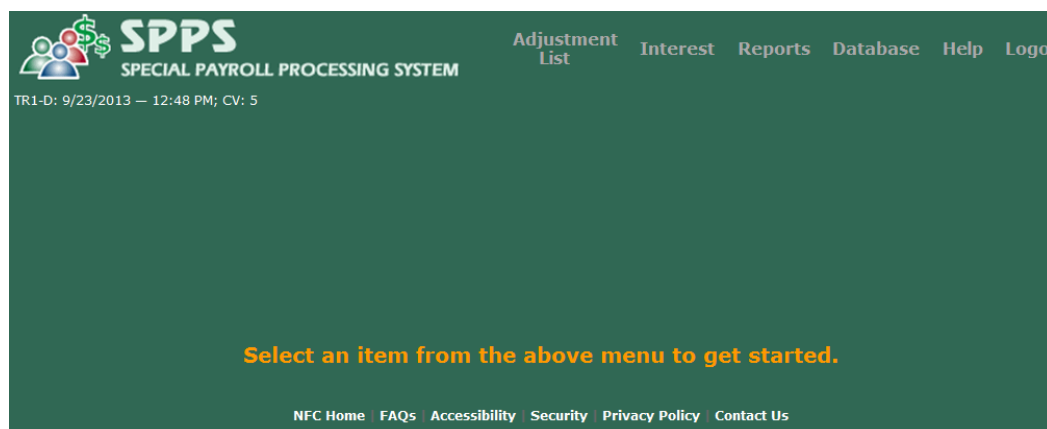 SPPS
SPECIAL PAYROLL PROCESSING SYSTEM
Adjustment List
Interest
Reports
Database
Help
Logo
TR1-D: 9/23/2013 — 12:48 PM; CV: 5
Select an item from the above menu to get started.
NFC Home | FAQs | Accessibility | Security | Privacy Policy | Contact Us